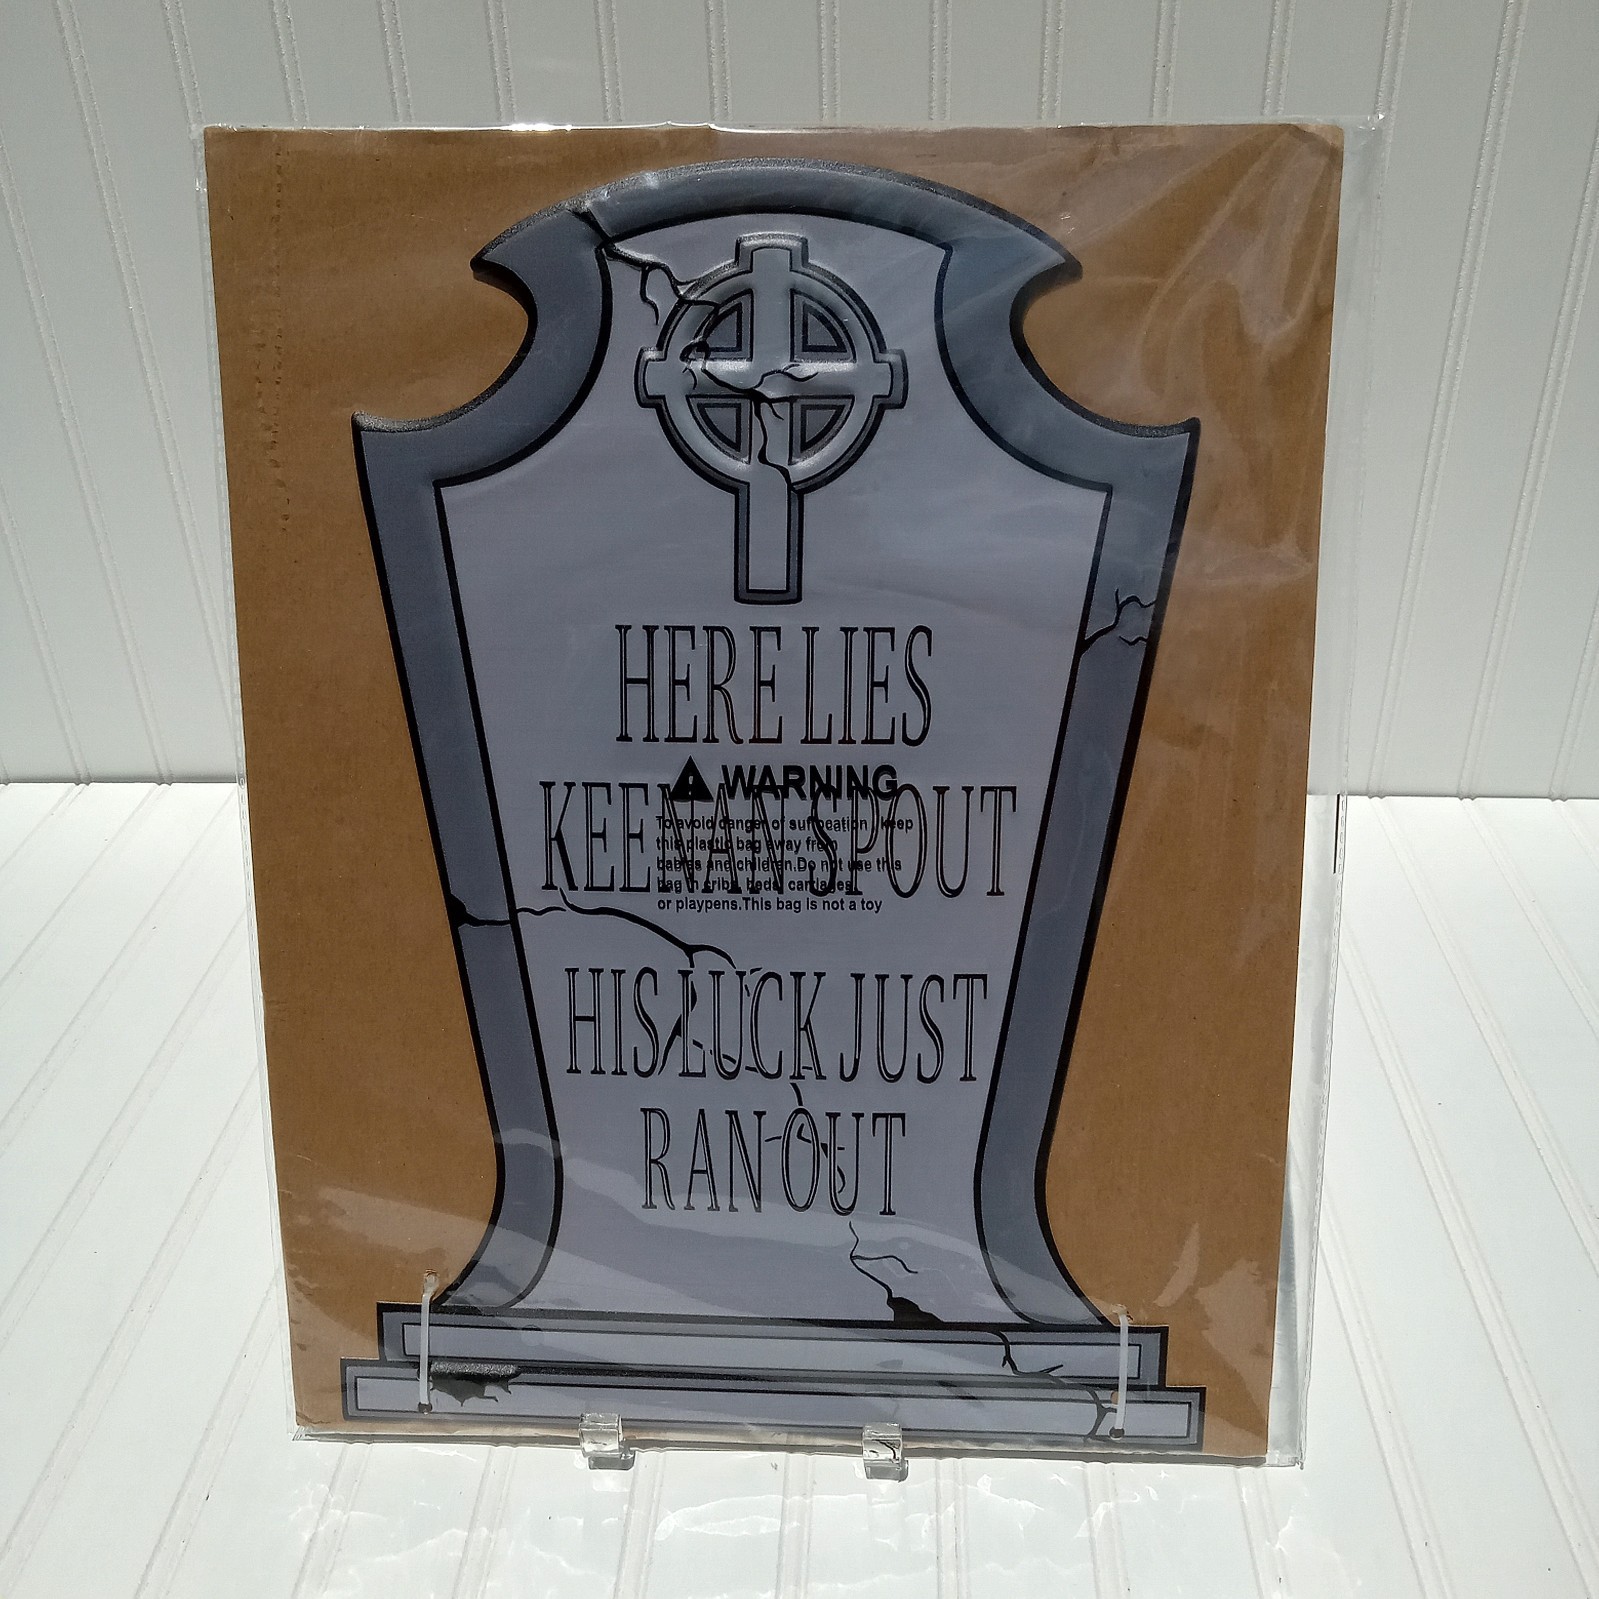 HERE LIES
KEENAN SPOUT
HIS LUCK JUST
RAN OUT
WARNING
To avoid danger of suffocation, keep
this plastic bag away from
babies and children.Do not use this
bag in cribs, beds, carriages,
or playpens.This bag is not a toy